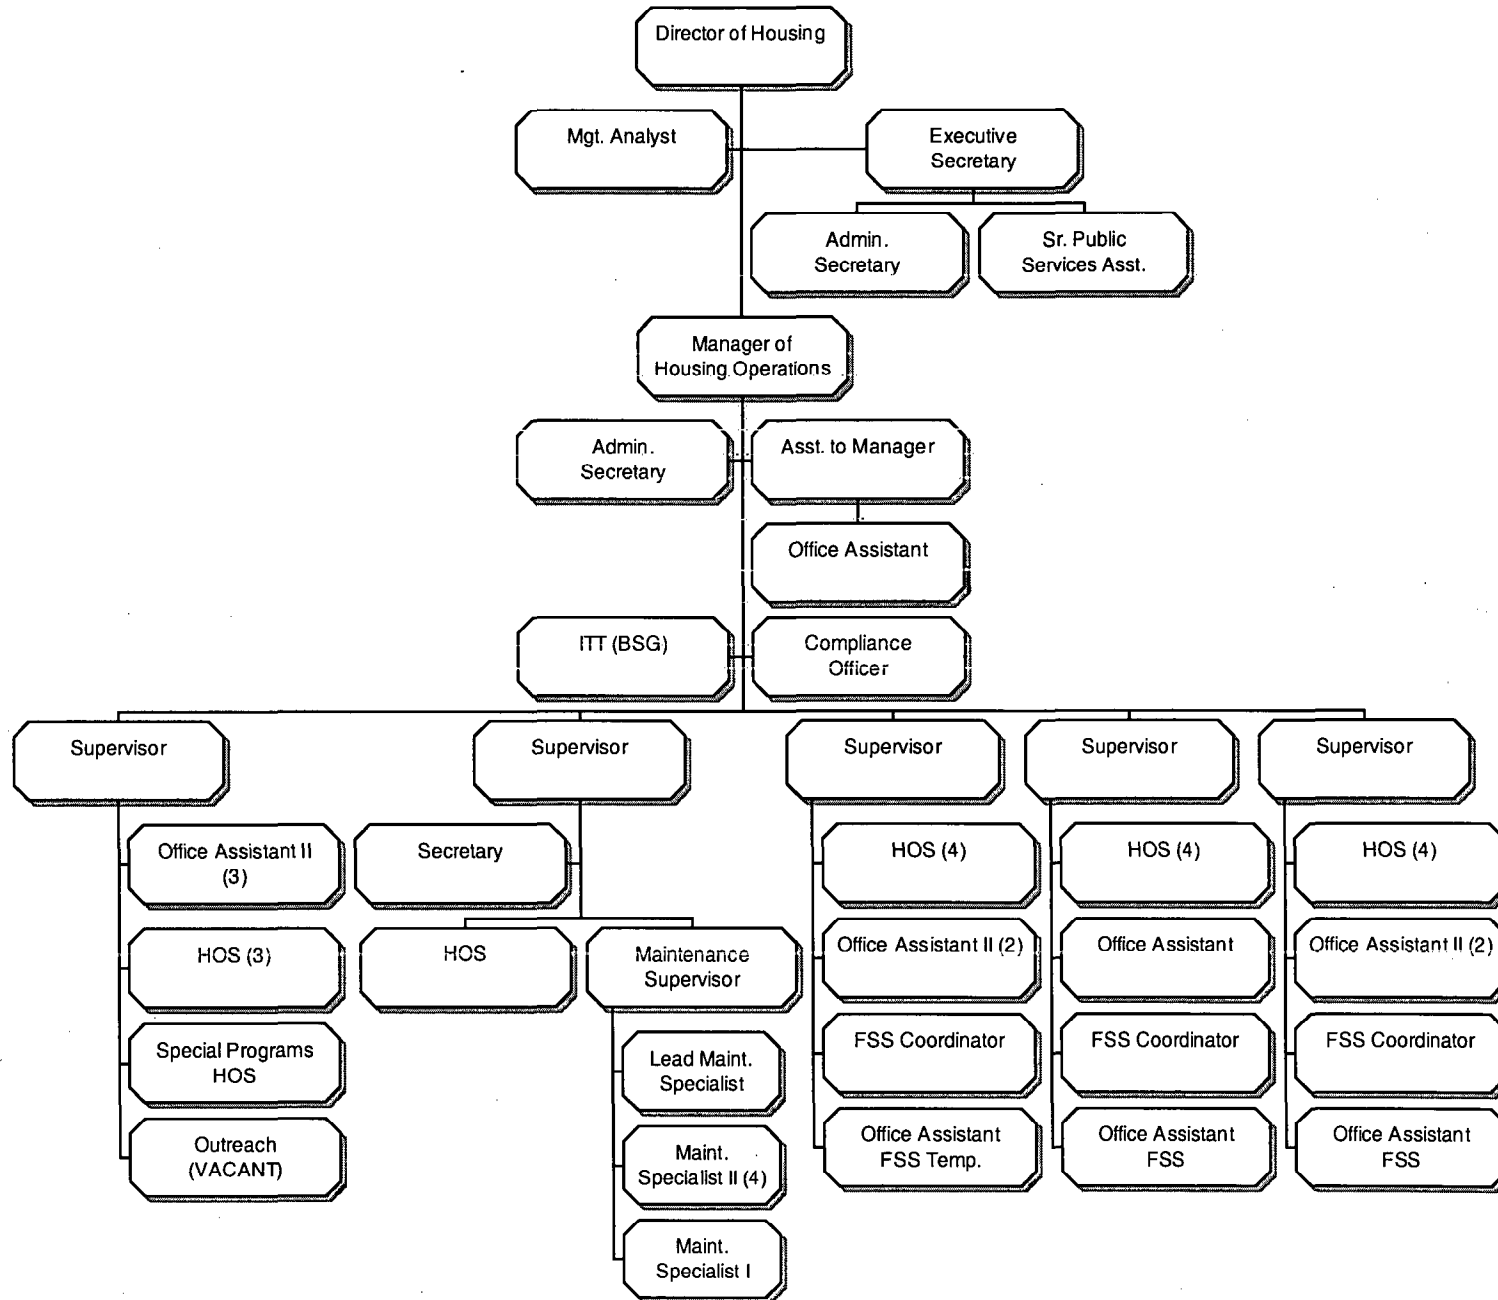 Director of Housing
Mgt. Analyst
Executive
Secretary
Admin.
Secretary
Sr. Public
Services Asst.
Manager of
Housing Operations
Admin.
Secretary
Asst. to Manager
Office Assistant
ITT (BSG)
Compliance
Officer
Supervisor
Supervisor
Supervisor
Supervisor
Supervisor
Office Assistant II
(3)
HOS (3)
Special Programs
HOS
Outreach
(VACANT)
Secretary
HOS
Maintenance
Supervisor
Lead Maint.
Specialist
Maint.
Specialist II (4)
Maint.
Specialist I
HOS (4)
Office Assistant II (2)
FSS Coordinator
Office Assistant
FSS Temp.
HOS (4)
Office Assistant
FSS Coordinator
Office Assistant
FSS
HOS (4)
Office Assistant II (2)
FSS Coordinator
Office Assistant
FSS